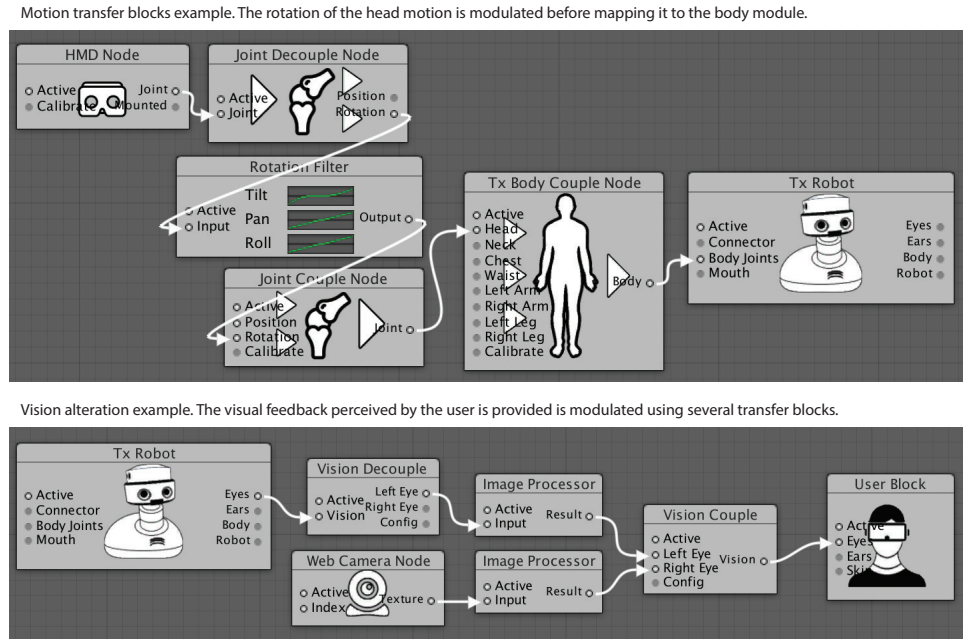 Motion transfer blocks example. The rotation of the head motion is modulated before mapping it to the body module.
HMD Node
Active
Calibrate
Joint
Mounted
Joint Decouple Node
Active
Joint
Position
Rotation
Rotation Filter
Active
Input
Tilt
Pan
Roll
Output
Joint Couple Node
Active
Position
Rotation
Calibrate
Joint
Tx Body Couple Node
Active
Head
Neck
Chest
Waist
Left Arm
Right Arm
Left Leg
Right Leg
Calibrate
Body
Tx Robot
Active
Connector
Body Joints
Mouth
Eyes
Ears
Body
Robot
Vision alteration example. The visual feedback perceived by the user is provided is modulated using several transfer blocks.
Tx Robot
Active
Connector
Body Joints
Mouth
Eyes
Ears
Body
Robot
Vision Decouple
Active
Vision
Left Eye
Right Eye
Config
Web Camera Node
Active
Index
Texture
Image Processor
Active
Input
Result
Image Processor
Active
Input
Result
Vision Couple
Active
Left Eye
Right Eye
Config
Vision
User Block
Active
Eyes
Ears
Skin